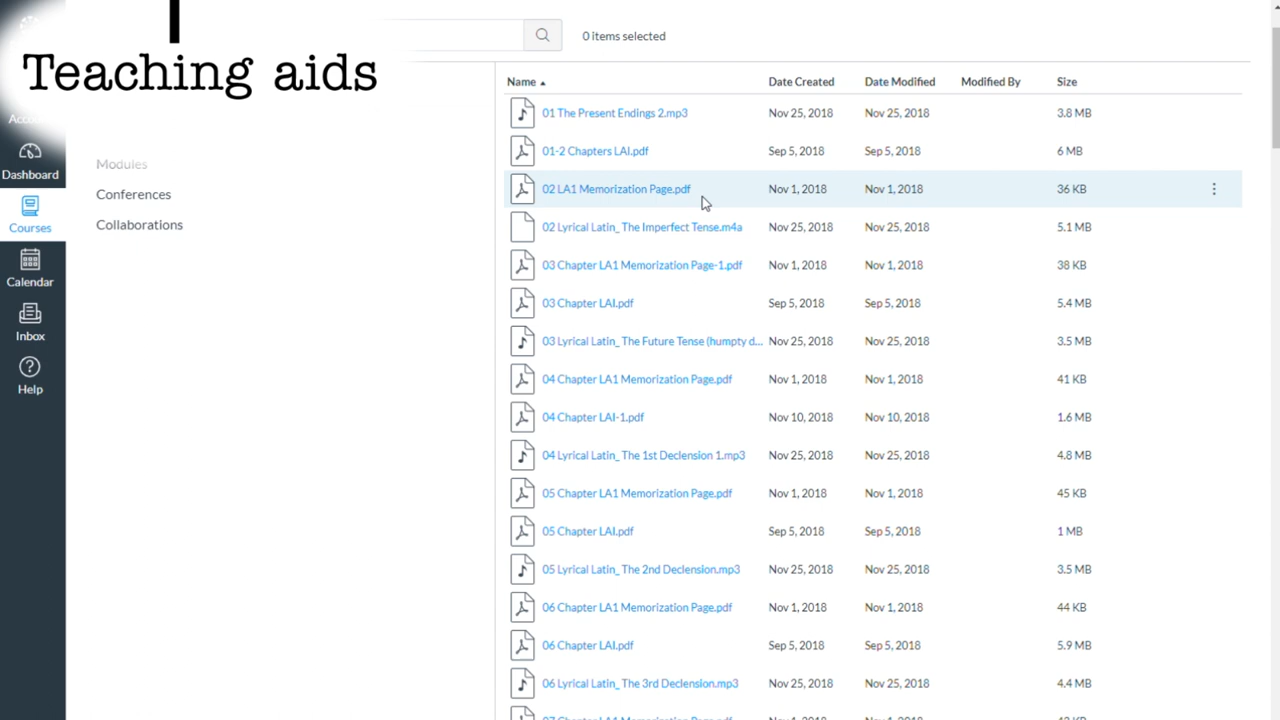 Teaching aids
0 items selected
Name Date Created Date Modified Modified By Size
01 The Present Endings 2.mp3 Nov 25, 2018 Nov 25, 2018 3.8 MB
01-2 Chapters LAI.pdf Sep 5, 2018 Sep 5, 2018 6 MB
02 LA1 Memorization Page.pdf Nov 1, 2018 Nov 1, 2018 36 KB
02 Lyrical Latin_ The Imperfect Tense.m4a Nov 25, 2018 Nov 25, 2018 5.1 MB
03 Chapter LA1 Memorization Page-1.pdf Nov 1, 2018 Nov 1, 2018 38 KB
03 Chapter LAI.pdf Sep 5, 2018 Sep 5, 2018 5.4 MB
03 Lyrical Latin_ The Future Tense (humpty d... Nov 25, 2018 Nov 25, 2018 3.5 MB
04 Chapter LA1 Memorization Page.pdf Nov 1, 2018 Nov 1, 2018 41 KB
04 Chapter LAI-1.pdf Nov 10, 2018 Nov 10, 2018 1.6 MB
04 Lyrical Latin_ The 1st Declension 1.mp3 Nov 25, 2018 Nov 25, 2018 4.8 MB
05 Chapter LA1 Memorization Page.pdf Nov 1, 2018 Nov 1, 2018 45 KB
05 Chapter LAI.pdf Sep 5, 2018 Sep 5, 2018 1 MB
05 Lyrical Latin_ The 2nd Declension.mp3 Nov 25, 2018 Nov 25, 2018 3.5 MB
06 Chapter LA1 Memorization Page.pdf Nov 1, 2018 Nov 1, 2018 44 KB
06 Chapter LAI.pdf Sep 5, 2018 Sep 5, 2018 5.9 MB
06 Lyrical Latin_ The 3rd Declension.mp3 Nov 25, 2018 Nov 25, 2018 4.4 MB
Modules
Conferences
Collaborations
Dashboard
Courses
Calendar
Inbox
Help